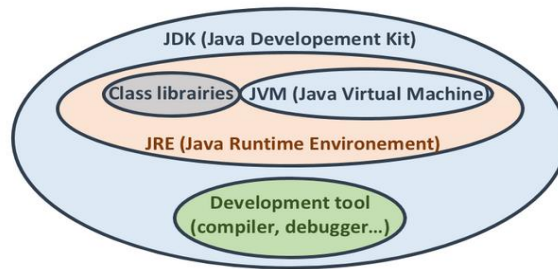 JDK (Java Developement Kit)
Class librairies
JVM (Java Virtual Machine)
JRE (Java Runtime Environement)
Development tool
(compiler, debugger...)